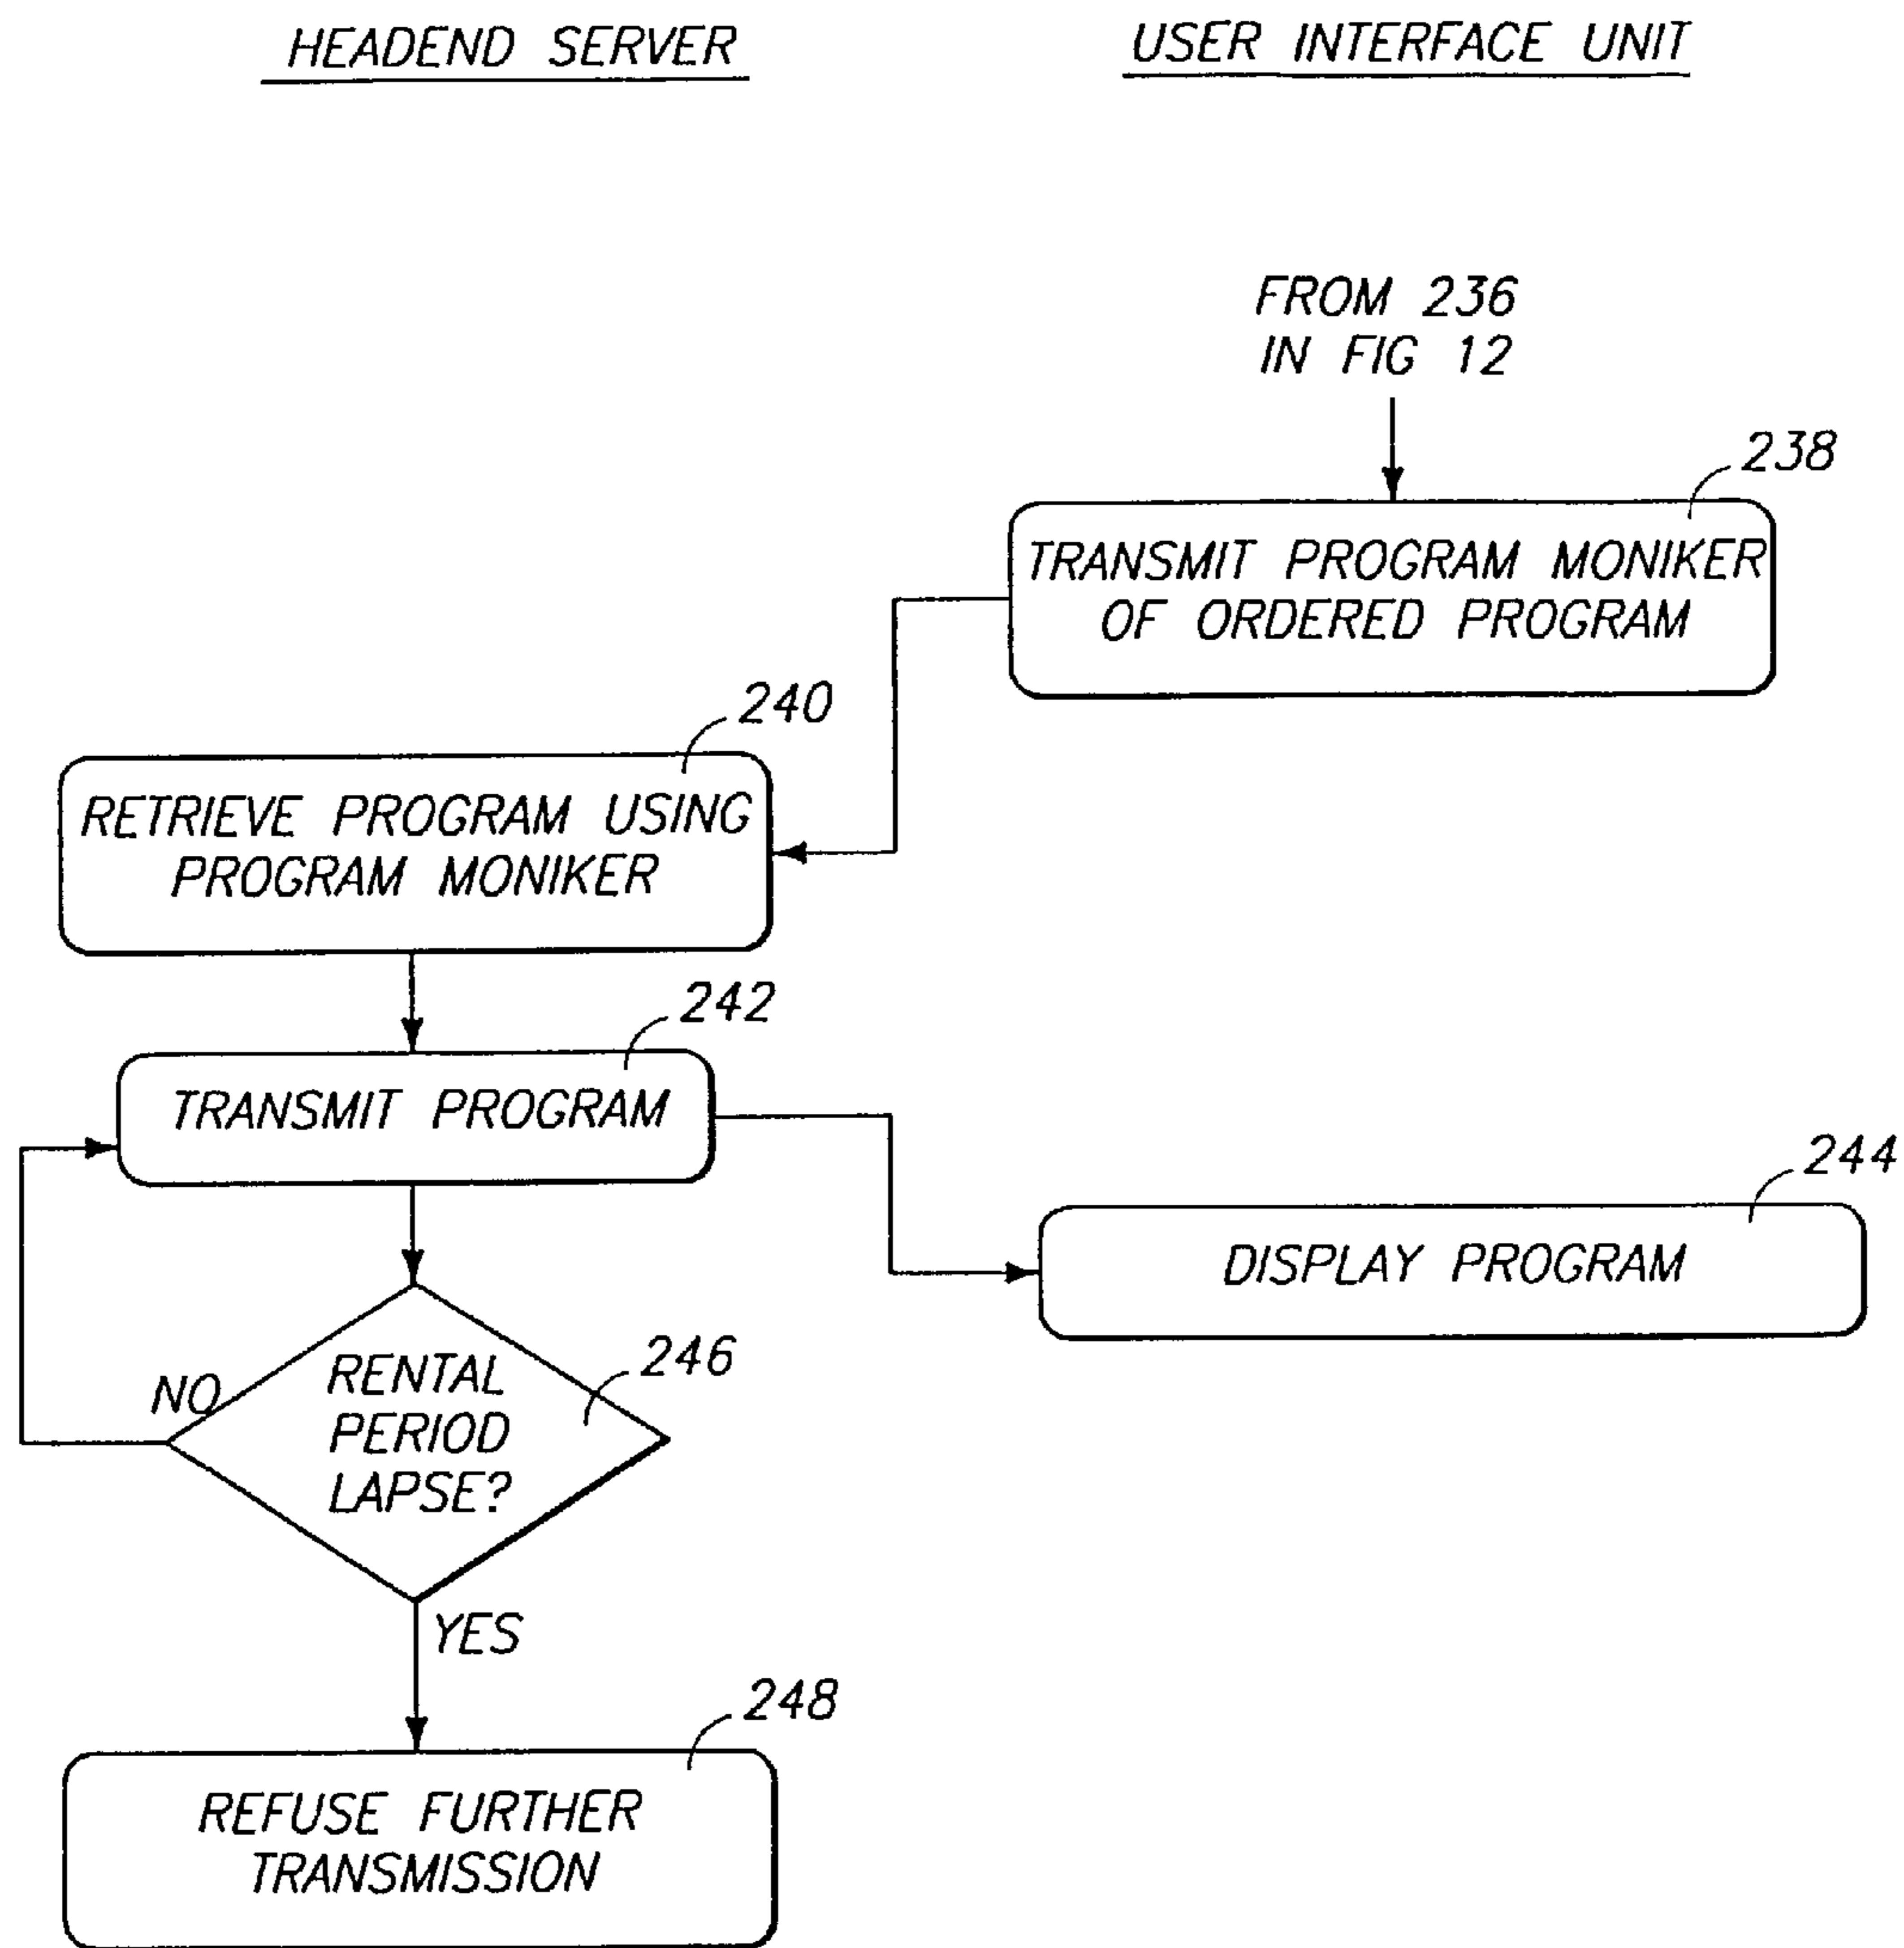 HEADEND SERVER
USER INTERFACE UNIT
FROM 236
IN FIG 12
238
TRANSMIT PROGRAM MONIKER
OF ORDERED PROGRAM
240
RETRIEVE PROGRAM USING
PROGRAM MONIKER
242
TRANSMIT PROGRAM
244
DISPLAY PROGRAM
246
RENTAL
PERIOD
LAPSE?
NO
YES
248
REFUSE FURTHER
TRANSMISSION